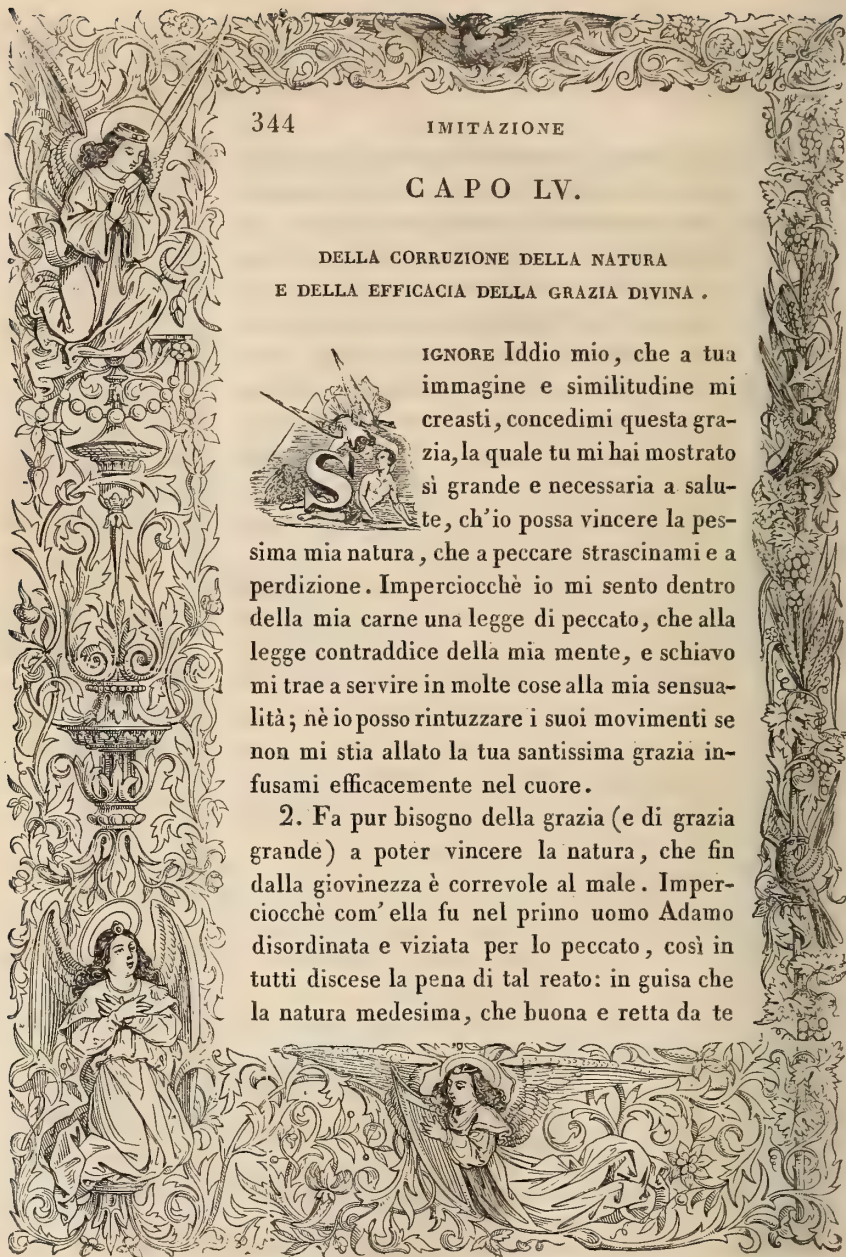 344 IMITAZIONE
CAPO LV.
DELLA CORRUZIONE DELLA NATURA
E DELLA EFFICACIA DELLA GRAZIA DIVINA .
SIGNORE Iddio mio, che a tua
immagine e similitudine mi
creasti, concedimi questa gra-
zia, la quale tu mi hai mostrato
sì grande e necessaria a salu-
te, ch'io possa vincere la pes-
sima mia natura, che a peccare strascinami e a
perdizione. Imperciocchè io mi sento dentro
della mia carne una legge di peccato, che alla
legge contraddice della mia mente, e schiavo
mi trae a servire in molte cose alla mia sensua-
lità; nè io posso rintuzzare i suoi movimenti se
non mi stia allato la tua santissima grazia in-
fusami efficacemente nel cuore.
2. Fa pur bisogno della grazia (e di grazia
grande) a poter vincere la natura, che fin
dalla giovinezza è correvole al male. Imper-
ciocchè com' ella fu nel primo uomo Adamo
disordinata e viziata per lo peccato, così in
tutti discese la pena di tal reato: in guisa che
la natura medesima, che buona e retta da te